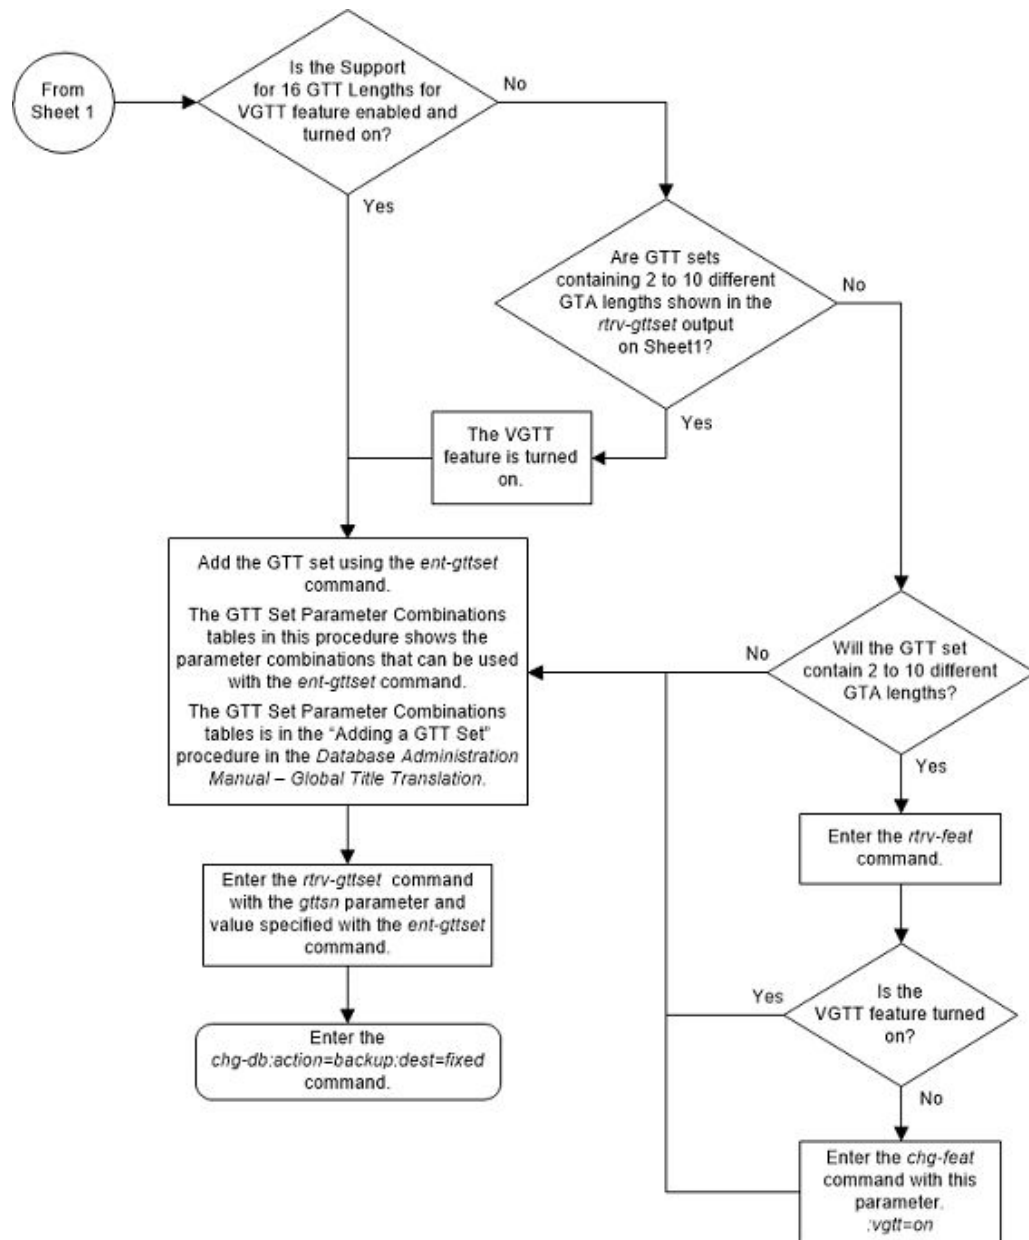 From
Sheet 1
Is the Support
for 16 GTT Lengths for
VGTT feature enabled and
turned on?
No
Yes
Are GTT sets
containing 2 to 10 different
GTA lengths shown in the
rtrv-gttset output
on Sheet1?
No
Yes
The VGTT
feature is turned
on.
Add the GTT set using the ent-gttset
command.
The GTT Set Parameter Combinations
tables in this procedure shows the
parameter combinations that can be used
with the ent-gttset command.
The GTT Set Parameter Combinations
tables is in the “Adding a GTT Set”
procedure in the Database Administration
Manual – Global Title Translation.
Will the GTT set
contain 2 to 10 different
GTA lengths?
No
Yes
Enter the rtrv-feat
command.
Enter the rtrv-gttset command
with the gttsn parameter and
value specified with the ent-gttset
command.
Is the
VGTT feature turned
on?
Yes
No
Enter the
chg-db:action=backup:dest=fixed
command.
Enter the chg-feat
command with this
parameter.
:vgtt=on